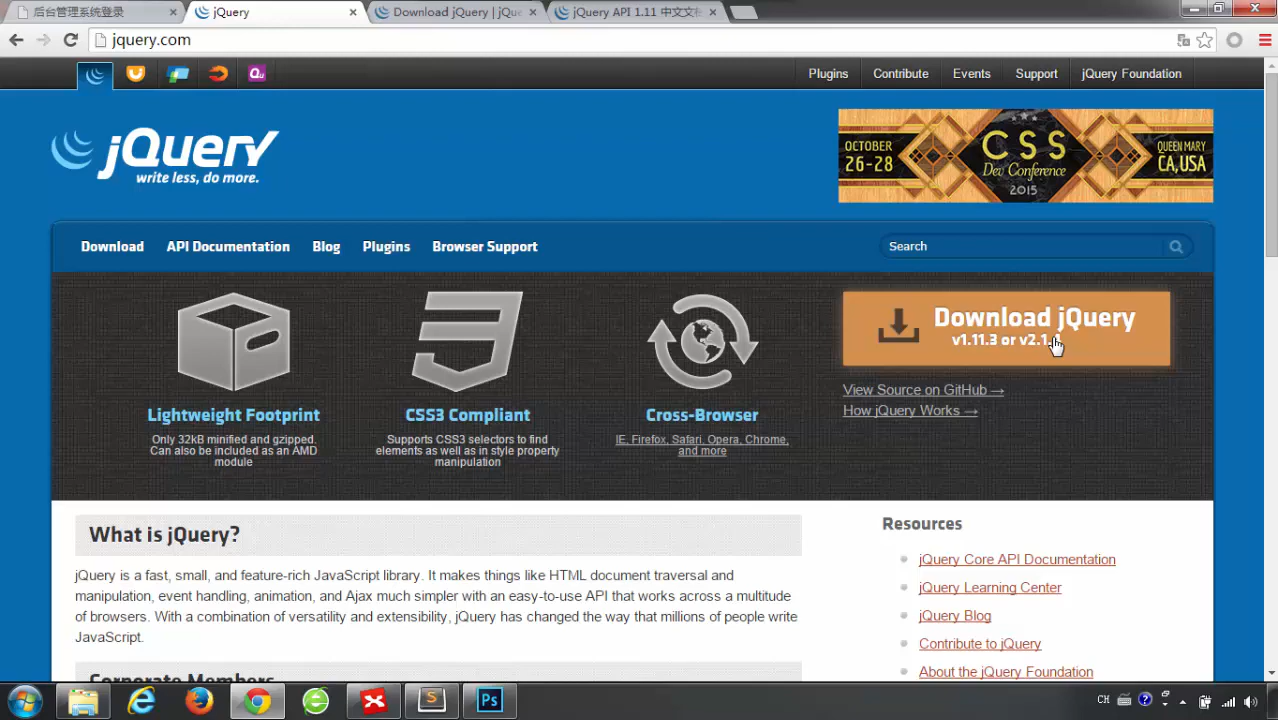 后台管理系统登录
jQuery
Download jQuery | jQu
jQuery API 1.11 中文文
jquery.com
Plugins
Contribute
Events
Support
jQuery Foundation
jQuery
write less, do more.
OCTOBER
26-28
CSS
Dev Conference
2015
QUEEN MARY
CA,USA
Download
API Documentation
Blog
Plugins
Browser Support
Search
Lightweight Footprint
Only 32kB minified and gzipped.
Can also be included as an AMD
module
CSS3 Compliant
Supports CSS3 selectors to find
elements as well as in style property
manipulation
Cross-Browser
IE, Firefox, Safari, Opera, Chrome,
and more
Download jQuery
v1.11.3 or v2.1.
View Source on GitHub →
How jQuery Works →
What is jQuery?
jQuery is a fast, small, and feature-rich JavaScript library. It makes things like HTML document traversal and
manipulation, event handling, animation, and Ajax much simpler with an easy-to-use API that works across a multitude
of browsers. With a combination of versatility and extensibility, jQuery has changed the way that millions of people write
JavaScript.
Corporate Members
Resources
jQuery Core API Documentation
jQuery Learning Center
jQuery Blog
Contribute to jQuery
About the jQuery Foundation
Qu
S
Ps
CH